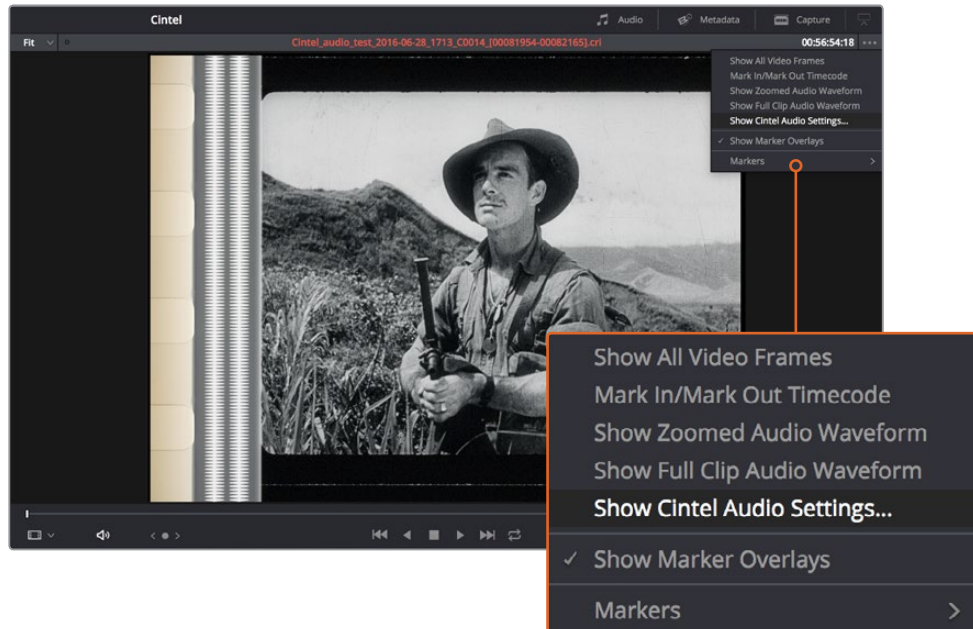 Cintel
Audio
Metadata
Capture
Fit
Cintel_audio_test_2016-06-28_1713_C0014_[00081954-00082165].cri
00:56:54:18
Show All Video Frames
Mark In/Mark Out Timecode
Show Zoomed Audio Waveform
Show Full Clip Audio Waveform
Show Cintel Audio Settings...
Show Marker Overlays
Markers
Show All Video Frames
Mark In/Mark Out Timecode
Show Zoomed Audio Waveform
Show Full Clip Audio Waveform
Show Cintel Audio Settings...
Show Marker Overlays
Markers